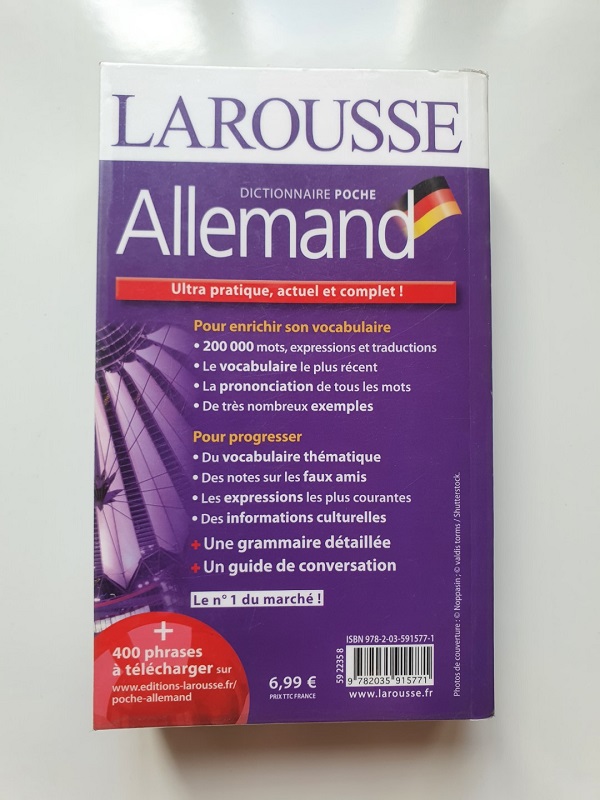 LAROUSSE
DICTIONNAIRE POCHE
Allemand
Ultra pratique, actuel et complet !
Pour enrichir son vocabulaire
• 200 000 mots, expressions et traductions
• Le vocabulaire le plus récent
• La prononciation de tous les mots
• De très nombreux exemples
Pour progresser
• Du vocabulaire thématique
• Des notes sur les faux amis
• Les expressions les plus courantes
• Des informations culturelles
+ Une grammaire détaillée
+ Un guide de conversation
Le n° 1 du marché !
+
400 phrases
à télécharger sur
www.editions-larousse.fr/
poche-allemand
6,99 €
PRIX TTC FRANCE
59 2235 8
ISBN 978-2-03-591577-1
9 782035 915771
www.larousse.fr
Photos de couverture : © Noppasin ; © valdis torms / Shutterstock.